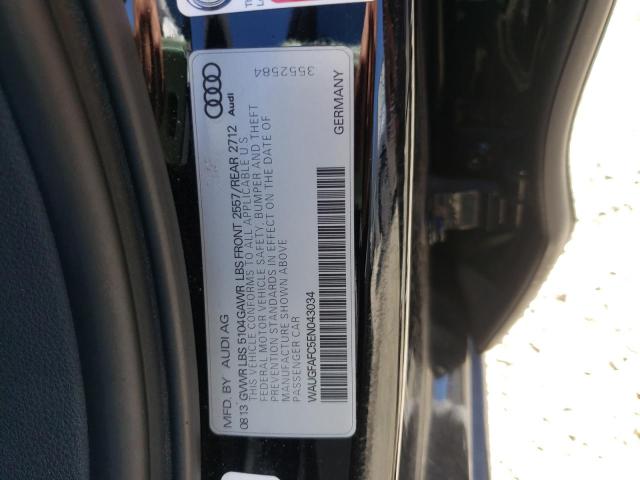 MFD. BY AUDI AG
0813 GVWR LBS 5104 GAWR LBS FRONT 2557/REAR 2712
THIS VEHICLE CONFORMS TO ALL APPLICABLE U.S.
FEDERAL MOTOR VEHICLE SAFETY, BUMPER AND THEFT
PREVENTION STANDARDS IN EFFECT ON THE DATE OF
MANUFACTURE SHOWN ABOVE
PASSENGER CAR
WAUGFAFC5EN043034
GERMANY
Audi
3552584